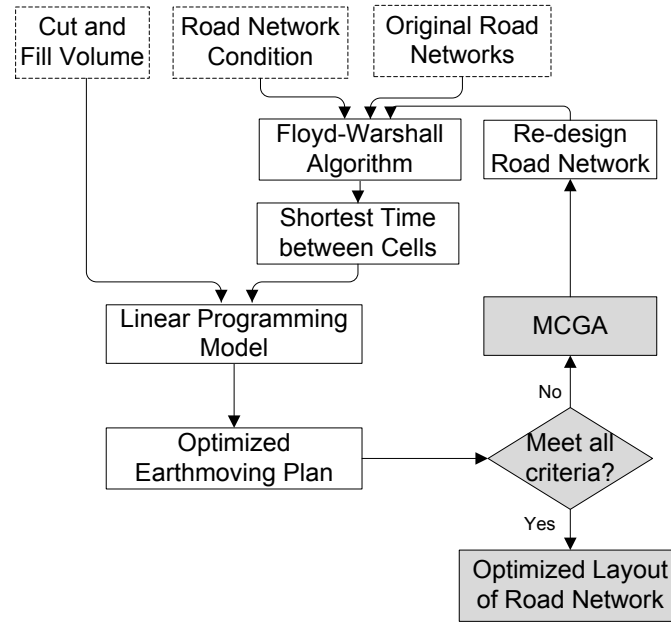 Cut and
Fill Volume
Road Network
Condition
Original Road
Networks
Floyd-Warshall
Algorithm
Re-design
Road Network
Shortest Time
between Cells
Linear Programming
Model
MCGA
No
Optimized
Earthmoving Plan
Meet all
criteria?
Yes
Optimized Layout
of Road Network